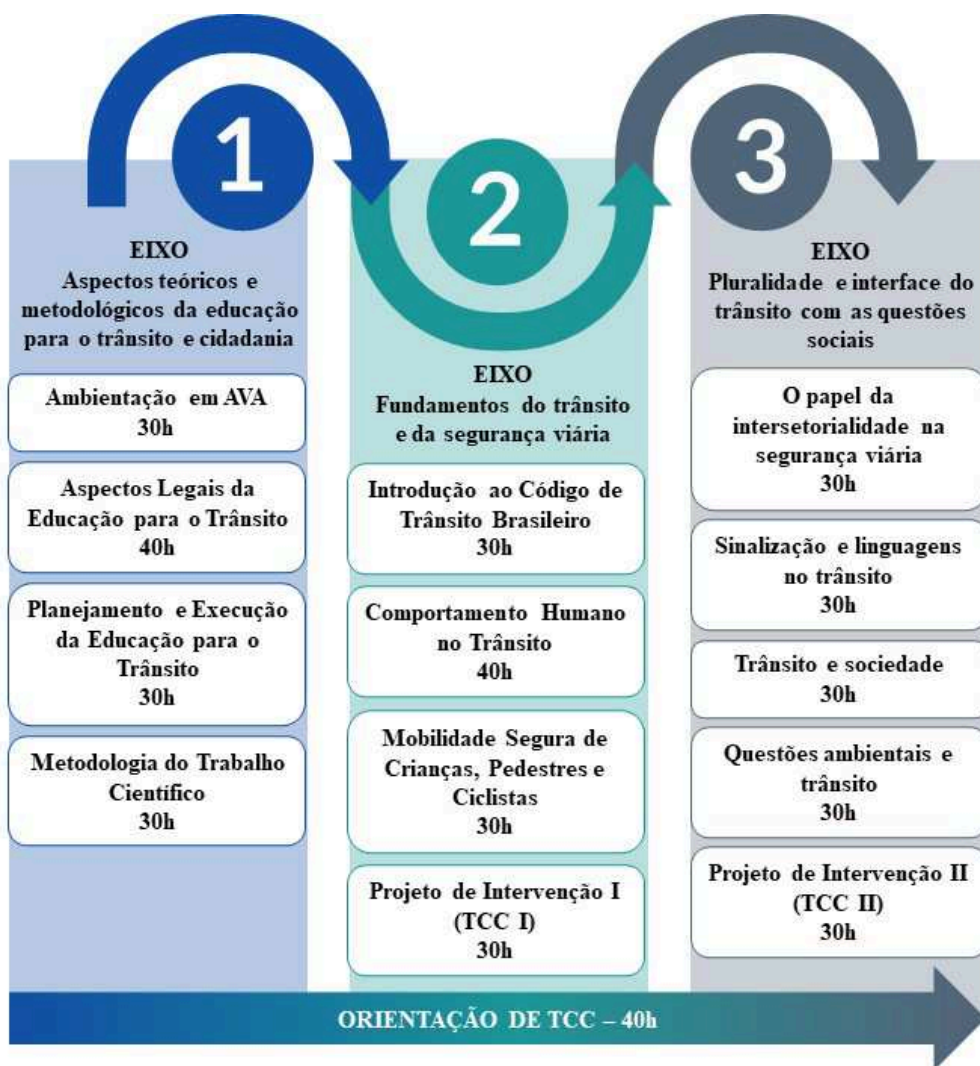 1
EIXO
Aspectos teóricos e
metodológicos da educação
para o trânsito e cidadania
Ambientação em AVA
30h
Aspectos Legais da
Educação para o Trânsito
40h
Planejamento e Execução
da Educação para o
Trânsito
30h
Metodologia do Trabalho
Científico
30h
2
EIXO
Fundamentos do trânsito
e da segurança viária
Introdução ao Código de
Trânsito Brasileiro
30h
Comportamento Humano
no Trânsito
40h
Mobilidade Segura de
Crianças, Pedestres e
Ciclistas
30h
Projeto de Intervenção I
(TCC I)
30h
3
EIXO
Pluralidade e interface do
trânsito com as questões
sociais
O papel da
intersetorialidade na
segurança viária
30h
Sinalização e linguagens
no trânsito
30h
Trânsito e sociedade
30h
Questões ambientais e
trânsito
30h
Projeto de Intervenção II
(TCC II)
30h
ORIENTAÇÃO DE TCC – 40h